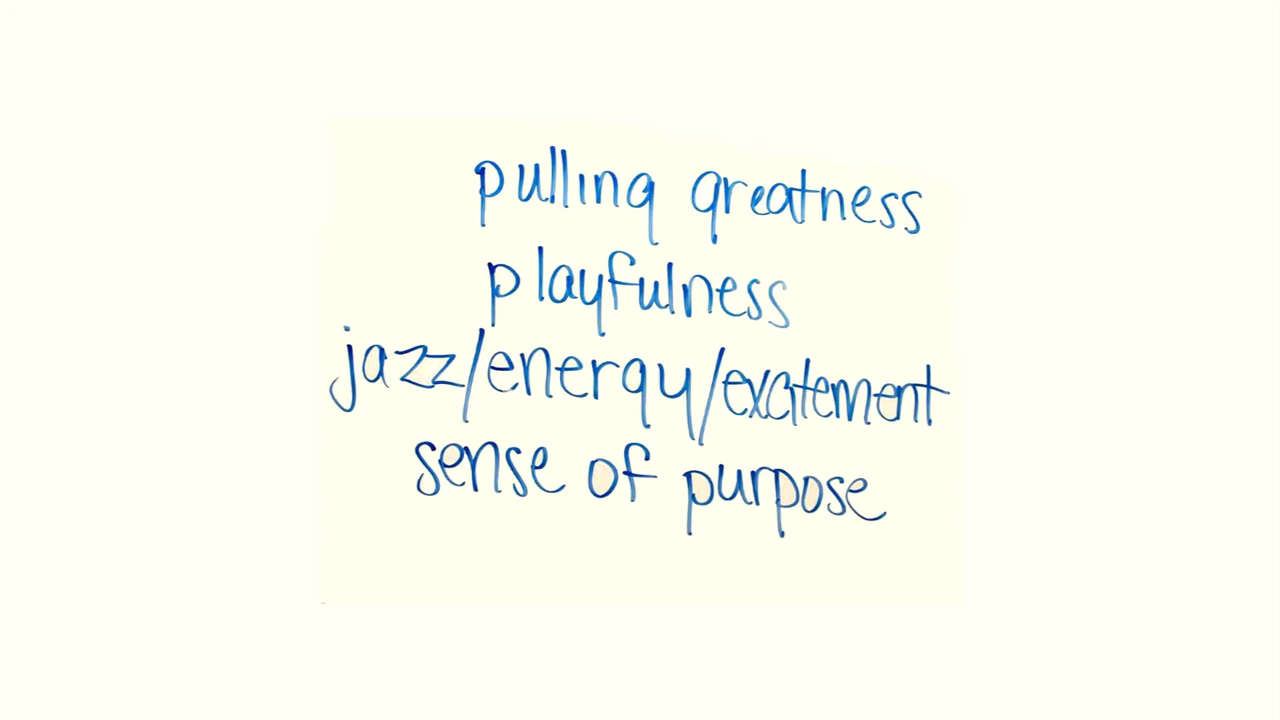 pulling greatness
playfulness
jazz/energy/excitement
sense of purpose